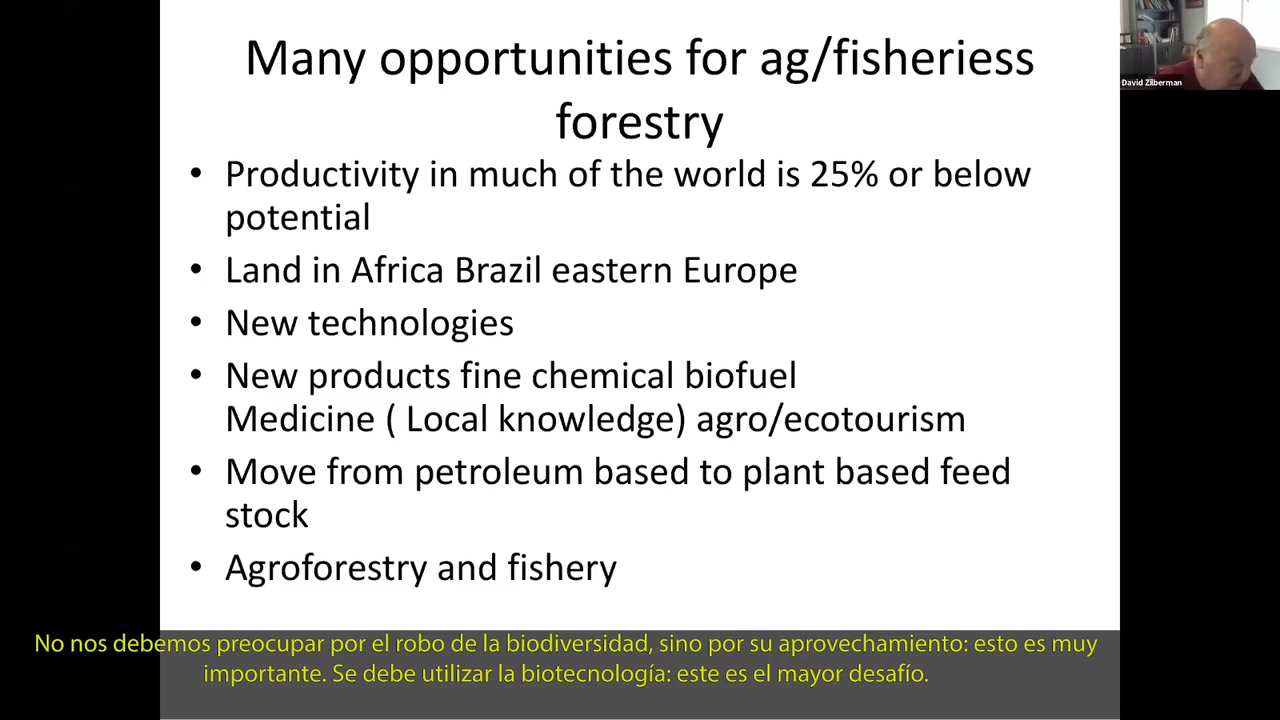 Many opportunities for ag/fisheriess
forestry
• Productivity in much of the world is 25% or below
potential
• Land in Africa Brazil eastern Europe
• New technologies
• New products fine chemical biofuel
Medicine ( Local knowledge) agro/ecotourism
• Move from petroleum based to plant based feed
stock
• Agroforestry and fishery
David Zilberman
No nos debemos preocupar por el robo de la biodiversidad, sino por su aprovechamiento: esto es muy
importante. Se debe utilizar la biotecnología: este es el mayor desafío.